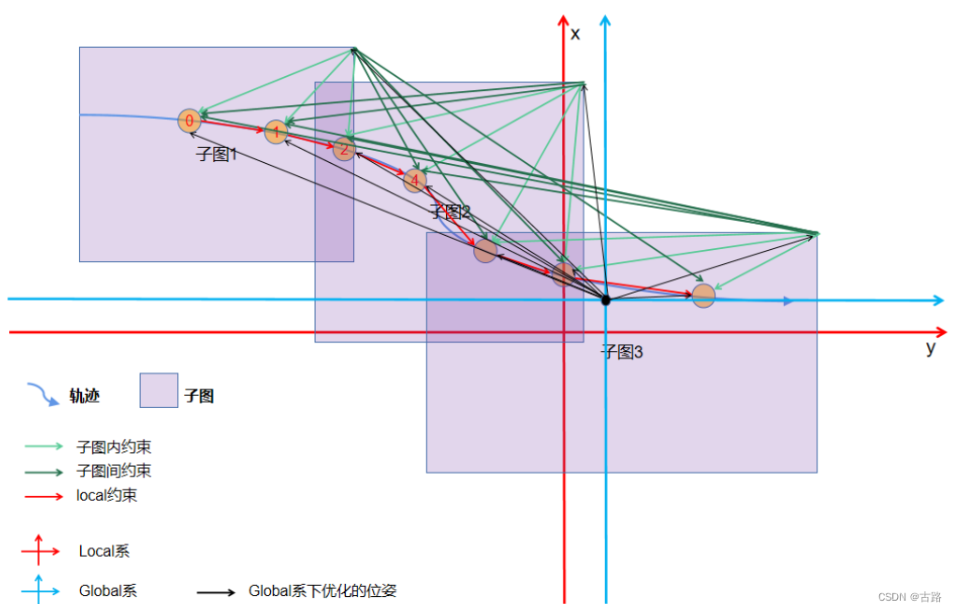 x
0
1
子图1
2
4
子图2
子图3
y
轨迹
子图
子图内约束
子图间约束
local约束
Local系
Global系
Global系下优化的位姿
CSDN @古路